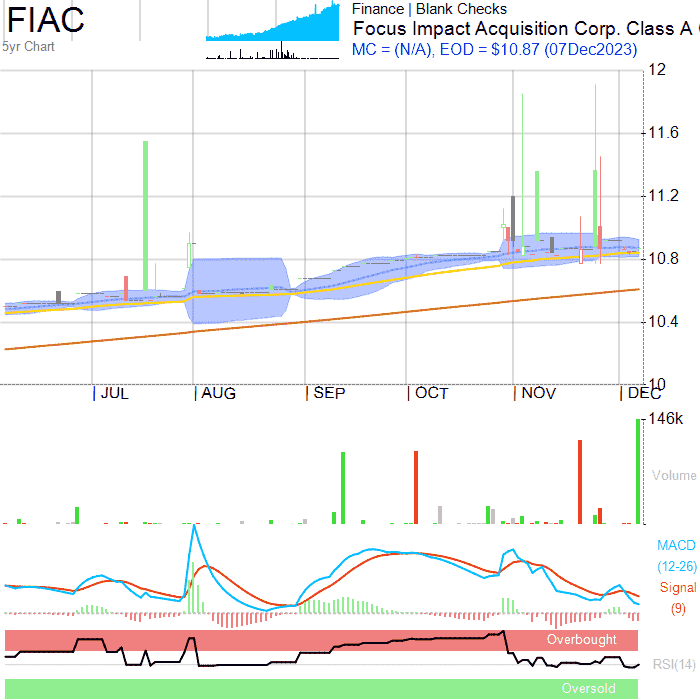 FIAC
5yr Chart
Finance | Blank Checks
Focus Impact Acquisition Corp. Class A
MC = (N/A), EOD = $10.87 (07Dec2023)
12
11.6
11.2
10.8
10.4
10
JUL
AUG
SEP
OCT
NOV
DEC
146k
Volume
MACD
(12-26)
Signal
(9)
Overbought
RSI(14)
Oversold